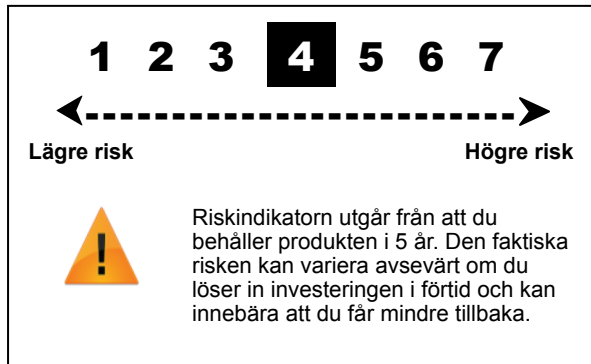 1 2 3 4 5 6 7
Lägre risk Högre risk
!
Riskindikatorn utgår från att du
behåller produkten i 5 år. Den faktiska
risken kan variera avsevärt om du
löser in investeringen i förtid och kan
innebära att du får mindre tillbaka.